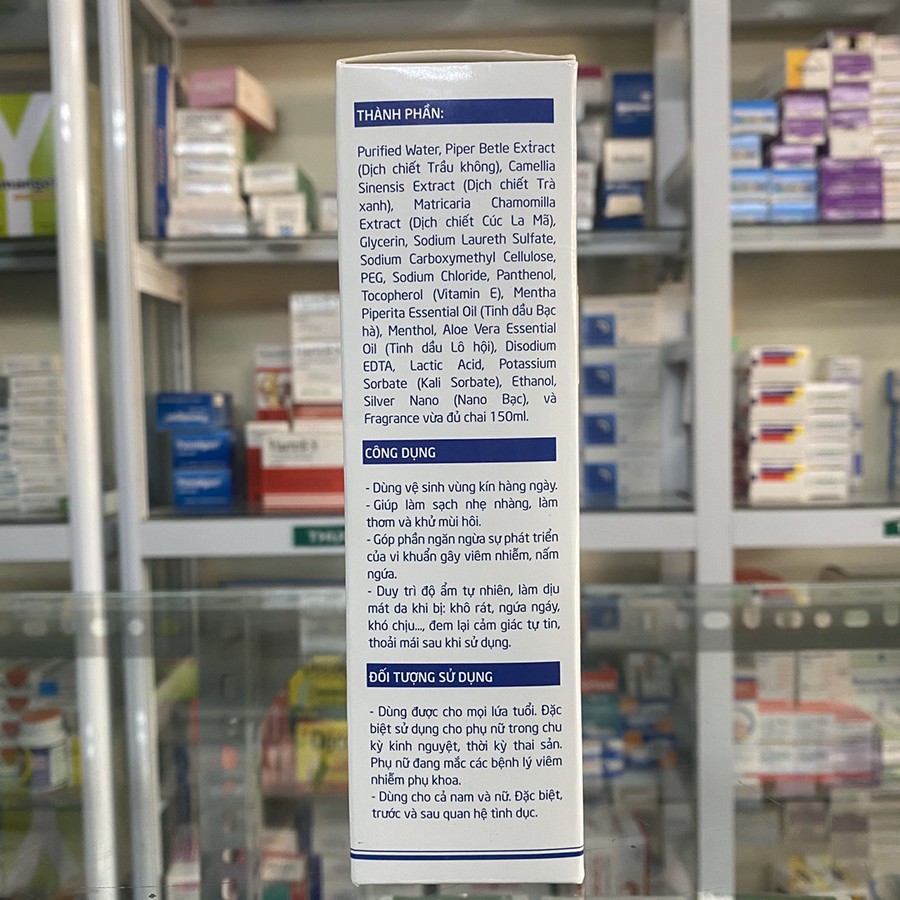 THÀNH PHẦN:
Purified Water, Piper Betle Extract
(Dịch chiết Trầu không), Camellia
Sinensis Extract (Dịch chiết Trà
xanh), Matricaria Chamomilla
Extract (Dịch chiết Cúc La Mã),
Glycerin, Sodium Laureth Sulfate,
Sodium Carboxymethyl Cellulose,
PEG, Sodium Chloride, Panthenol,
Tocopherol (Vitamin E), Mentha
Piperita Essential Oil (Tinh dầu Bạc
hà), Menthol, Aloe Vera Essential
Oil (Tinh dầu Lô hội), Disodium
EDTA, Lactic Acid, Potassium
Sorbate (Kali Sorbate), Ethanol,
Silver Nano (Nano Bạc), và
Fragrance vừa đủ chai 150ml.
CÔNG DỤNG
- Dùng vệ sinh vùng kín hàng ngày.
- Giúp làm sạch nhẹ nhàng, làm
thơm và khử mùi hôi.
- Góp phần ngăn ngừa sự phát triển
của vi khuẩn gây viêm nhiễm, nấm
ngứa.
- Duy trì độ ẩm tự nhiên, làm dịu
mát da khi bị: khô rát, ngứa ngáy,
khó chịu..., đem lại cảm giác tự tin,
thoải mái sau khi sử dụng.
ĐỐI TƯỢNG SỬ DỤNG
- Dùng được cho mọi lứa tuổi. Đặc
biệt sử dụng cho phụ nữ trong chu
kỳ kinh nguyệt, thời kỳ thai sản.
Phụ nữ đang mắc các bệnh lý viêm
nhiễm phụ khoa.
- Dùng cho cả nam và nữ. Đặc biệt,
trước và sau quan hệ tình dục.